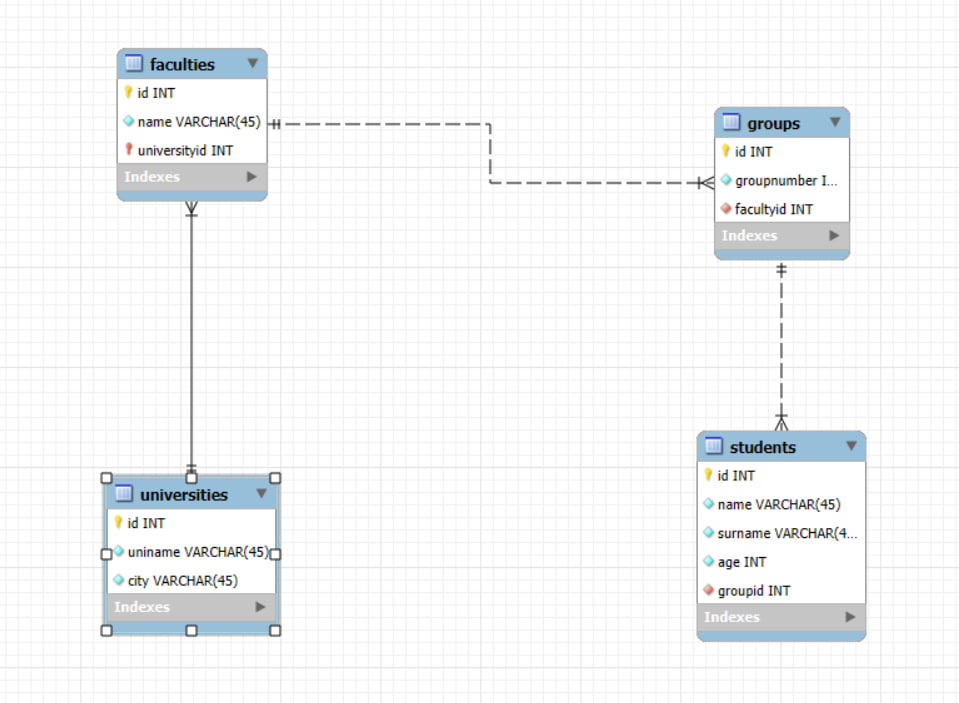 faculties
id INT
name VARCHAR(45)
universityid INT
Indexes
groups
id INT
groupnumber I...
facultyid INT
Indexes
universities
id INT
uniname VARCHAR(45)
city VARCHAR(45)
Indexes
students
id INT
name VARCHAR(45)
surname VARCHAR(4...
age INT
groupid INT
Indexes